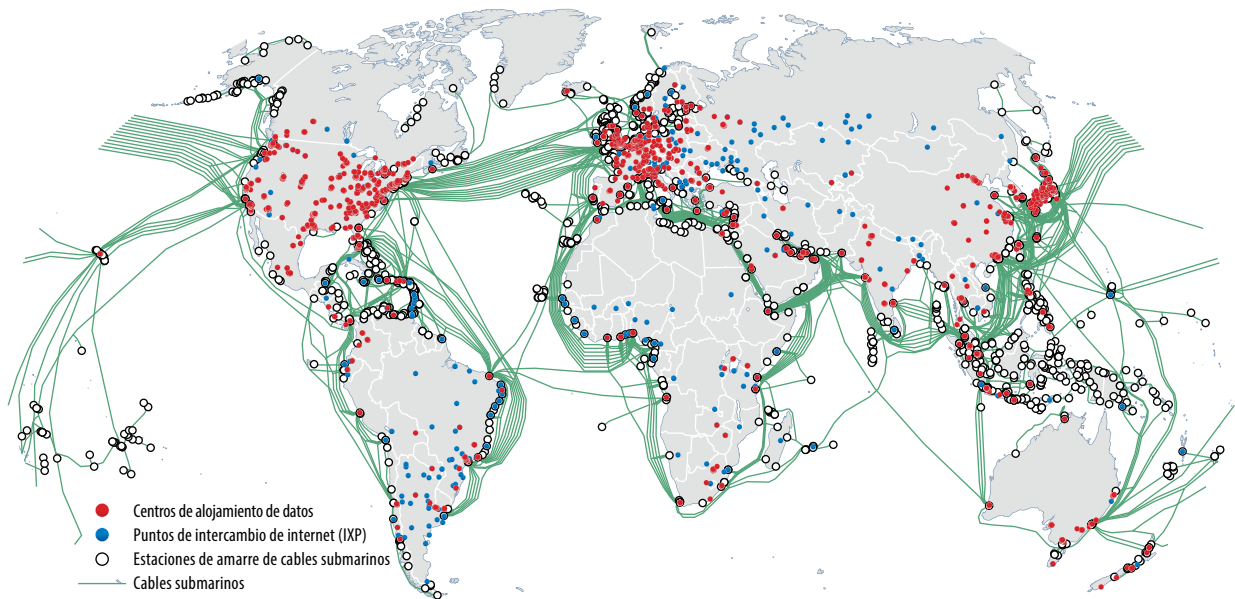 Centros de alojamiento de datos
Puntos de intercambio de internet (IXP)
Estaciones de amarre de cables submarinos
Cables submarinos